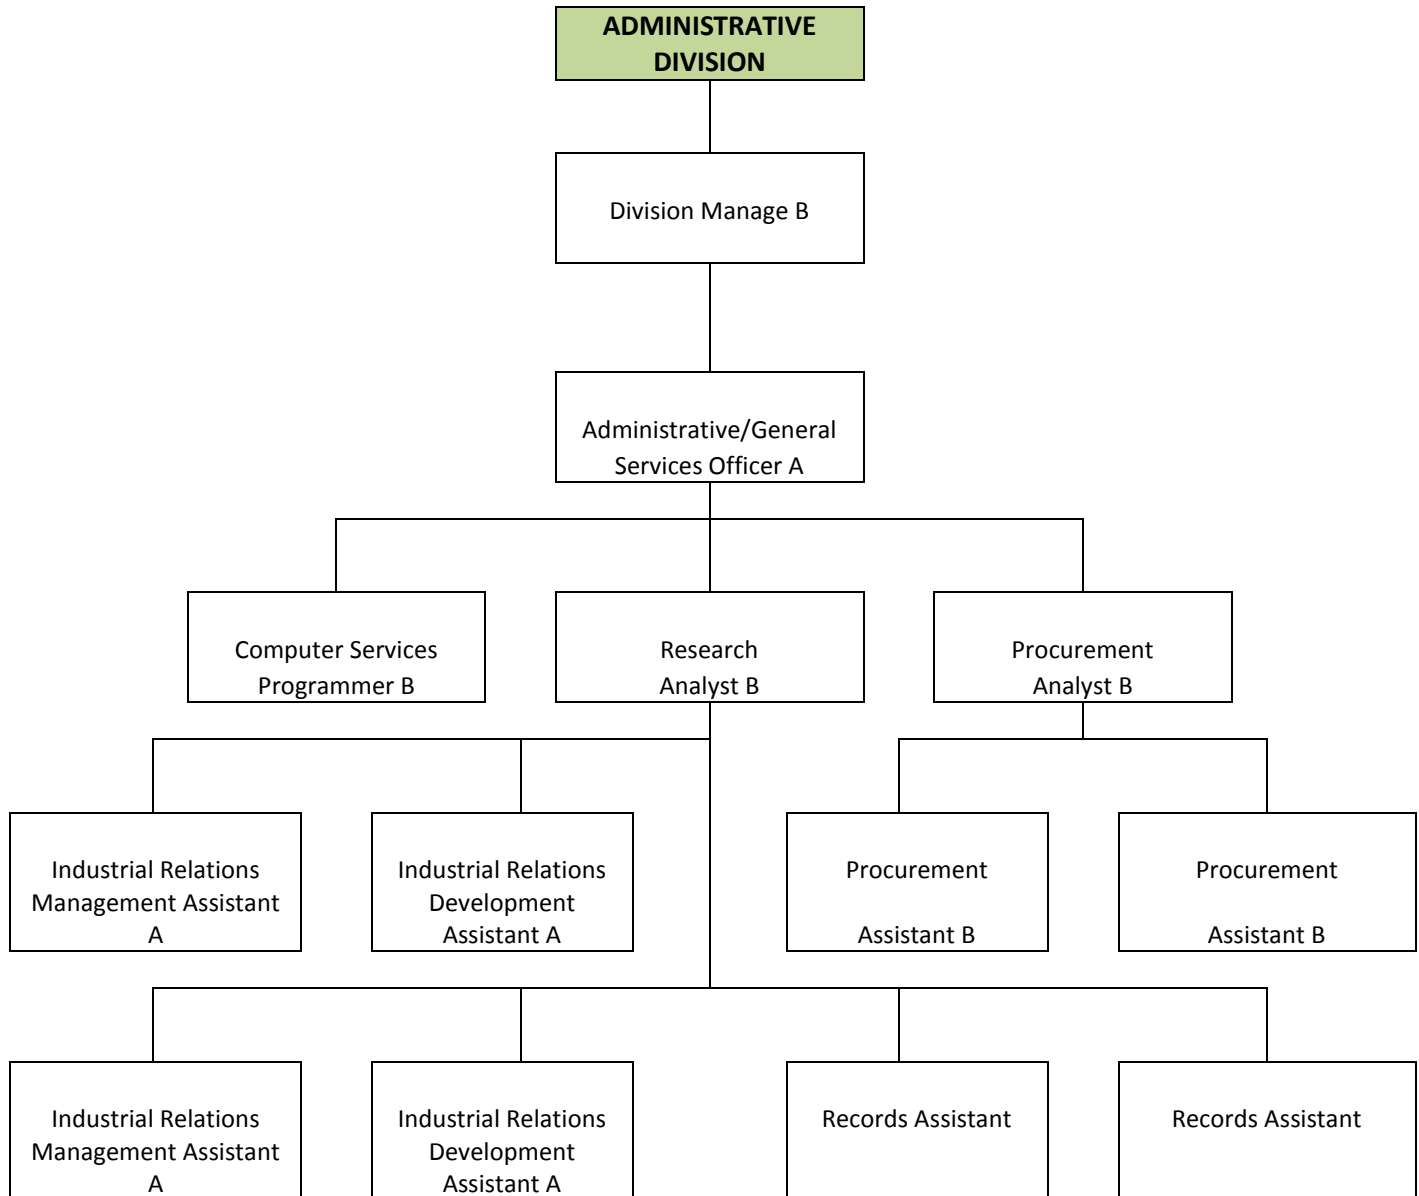 ADMINISTRATIVE
DIVISION
Division Manage B
Administrative/General
Services Officer A
Computer Services
Programmer B
Research
Analyst B
Procurement
Analyst B
Industrial Relations
Management Assistant
A
Industrial Relations
Development
Assistant A
Procurement
Assistant B
Procurement
Assistant B
Industrial Relations
Management Assistant
A
Industrial Relations
Development
Assistant A
Records Assistant
Records Assistant